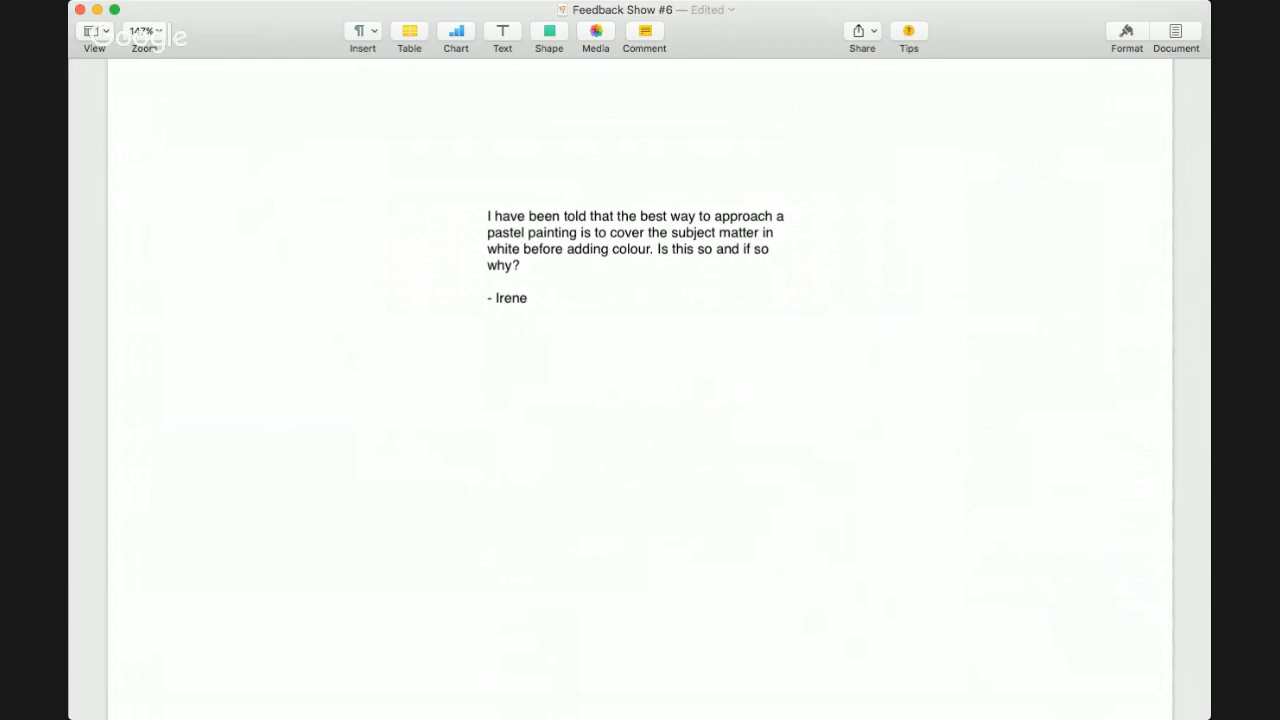 Feedback Show #6 — Edited
Google
147%
View
Zoom
Insert
Table
Chart
Text
Shape
Media
Comment
Share
Tips
Format
Document
I have been told that the best way to approach a
pastel painting is to cover the subject matter in
white before adding colour. Is this so and if so
why?
- Irene